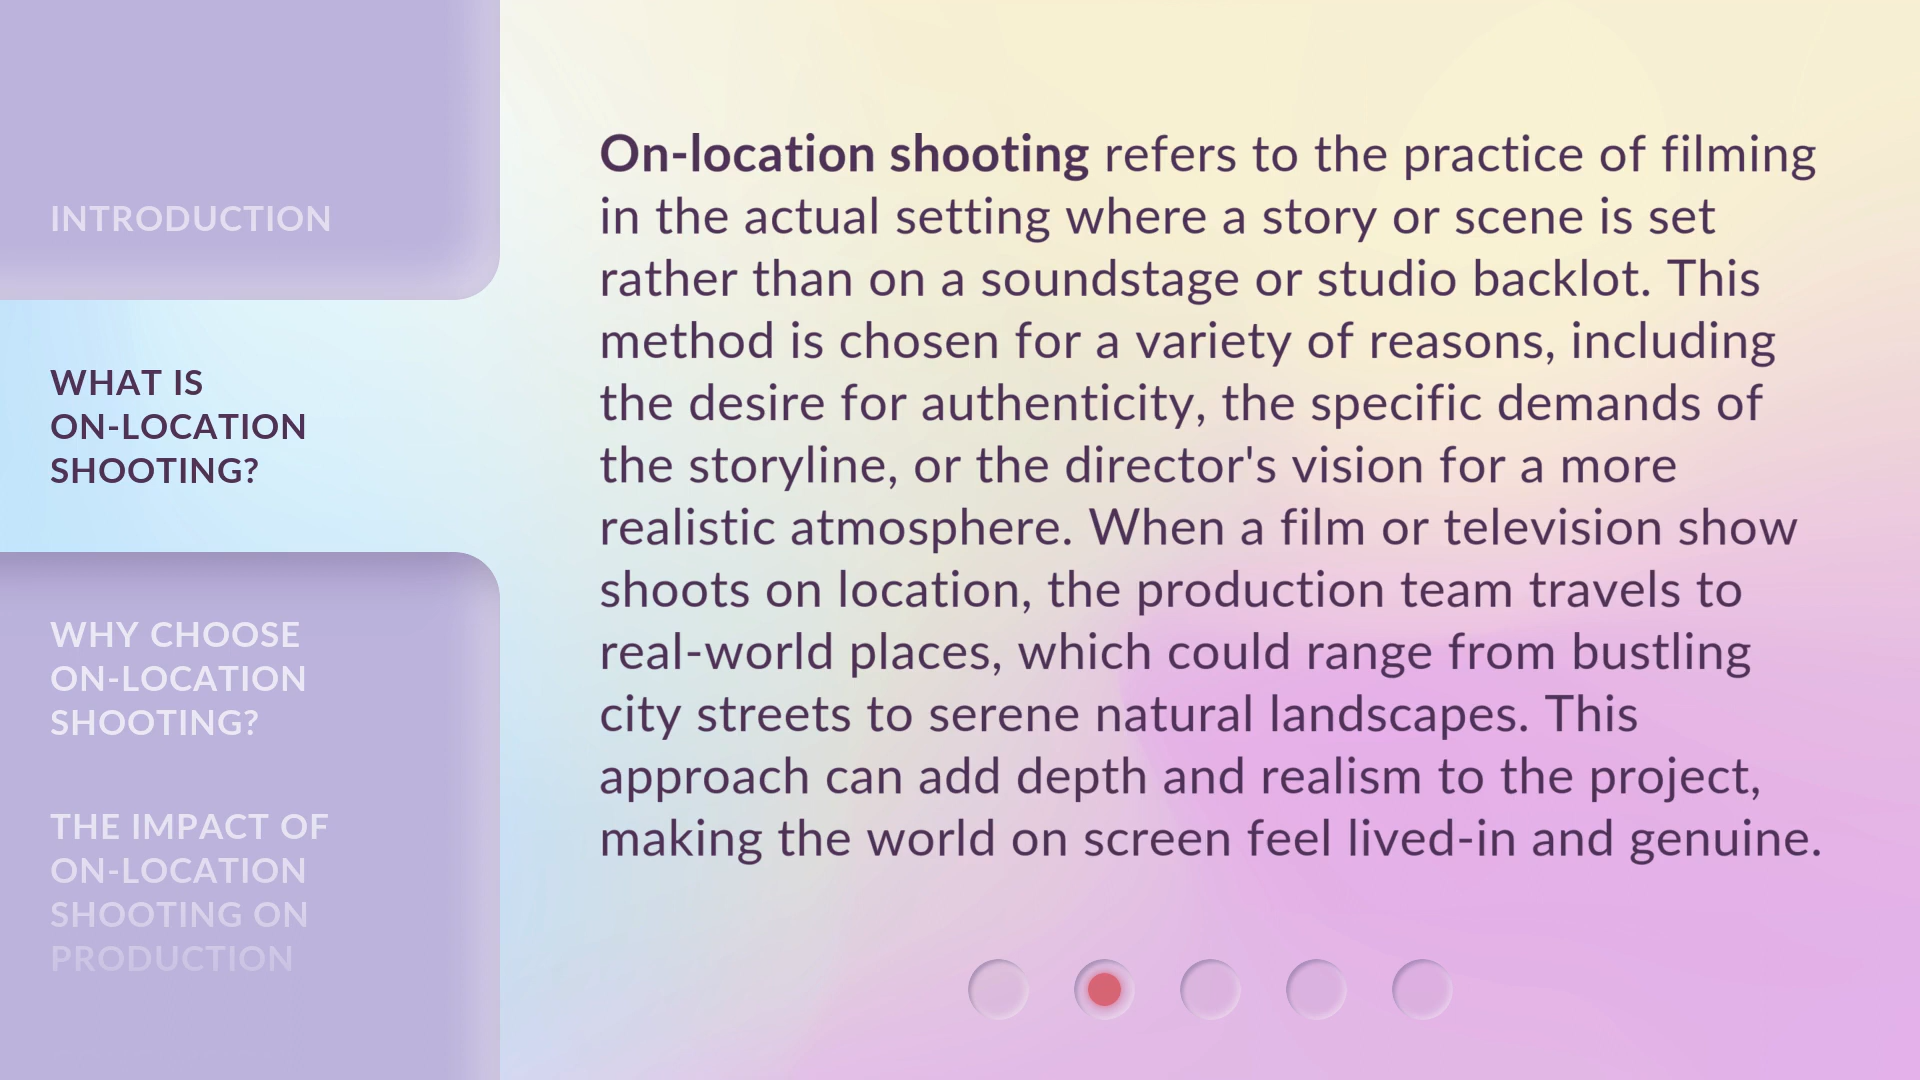 INTRODUCTION
WHAT IS
ON-LOCATION
SHOOTING?
WHY CHOOSE
ON-LOCATION
SHOOTING?
THE IMPACT OF
ON-LOCATION
SHOOTING ON
PRODUCTION
On-location shooting refers to the practice of filming
in the actual setting where a story or scene is set
rather than on a soundstage or studio backlot. This
method is chosen for a variety of reasons, including
the desire for authenticity, the specific demands of
the storyline, or the director's vision for a more
realistic atmosphere. When a film or television show
shoots on location, the production team travels to
real-world places, which could range from bustling
city streets to serene natural landscapes. This
approach can add depth and realism to the project,
making the world on screen feel lived-in and genuine.